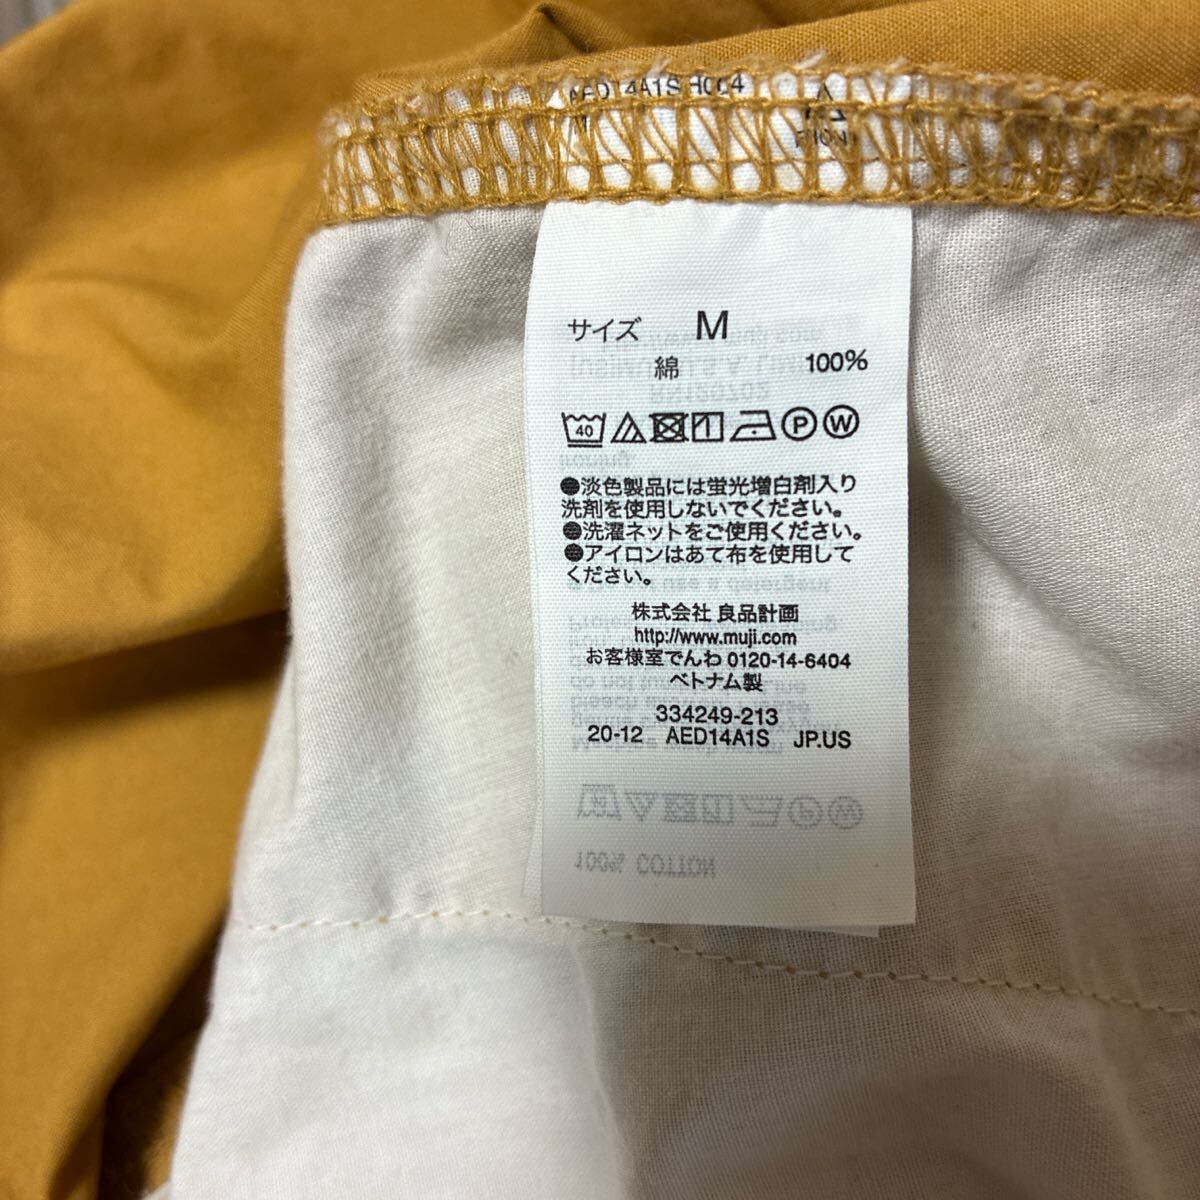 AED14A1S H004
サイズ M
綿 100%
40 P W
●淡色製品には蛍光増白剤入り
洗剤を使用しないでください。
●洗濯ネットをご使用ください。
●アイロンはあて布を使用して
ください。
株式会社 良品計画
http://www.muji.com
お客様室でんわ 0120-14-6404
ベトナム製
334249-213
20-12 AED14A1S JP.US
100% COTTON